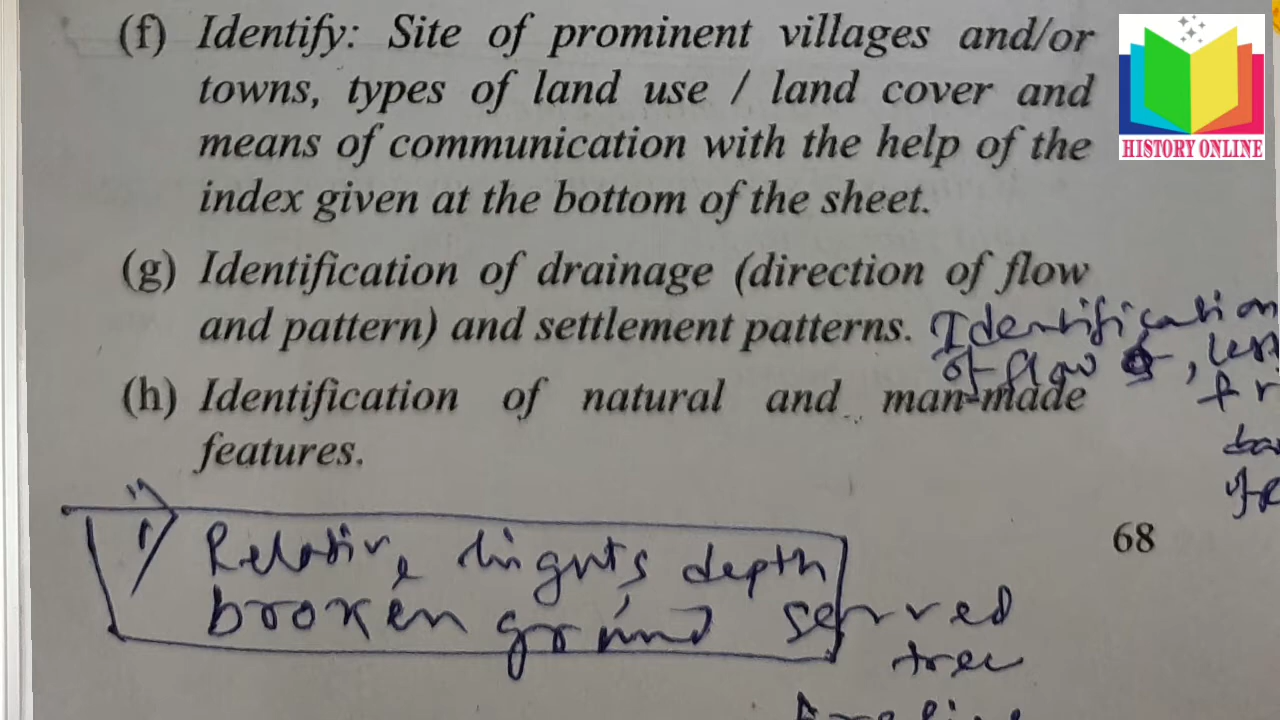 (f) Identify: Site of prominent villages and/or
towns, types of land use / land cover and
means of communication with the help of the
index given at the bottom of the sheet.
HISTORY ONLINE
(g) Identification of drainage (direction of flow
and pattern) and settlement patterns.
Identification
of flow
(h) Identification of natural and man-made
features.
68
Relative depth
broken ground
tree